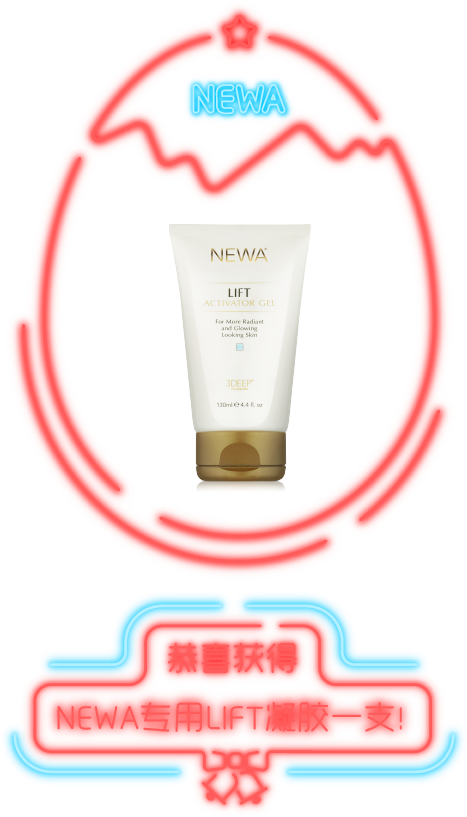 NEWA
NEWA
LIFT
ACTIVATOR GEL
For More Radiant
and Glowing
Looking Skin
3DEEP
130ml℮4.4 fl. oz
恭喜获得
NEWA专用LIFT凝胶一支!